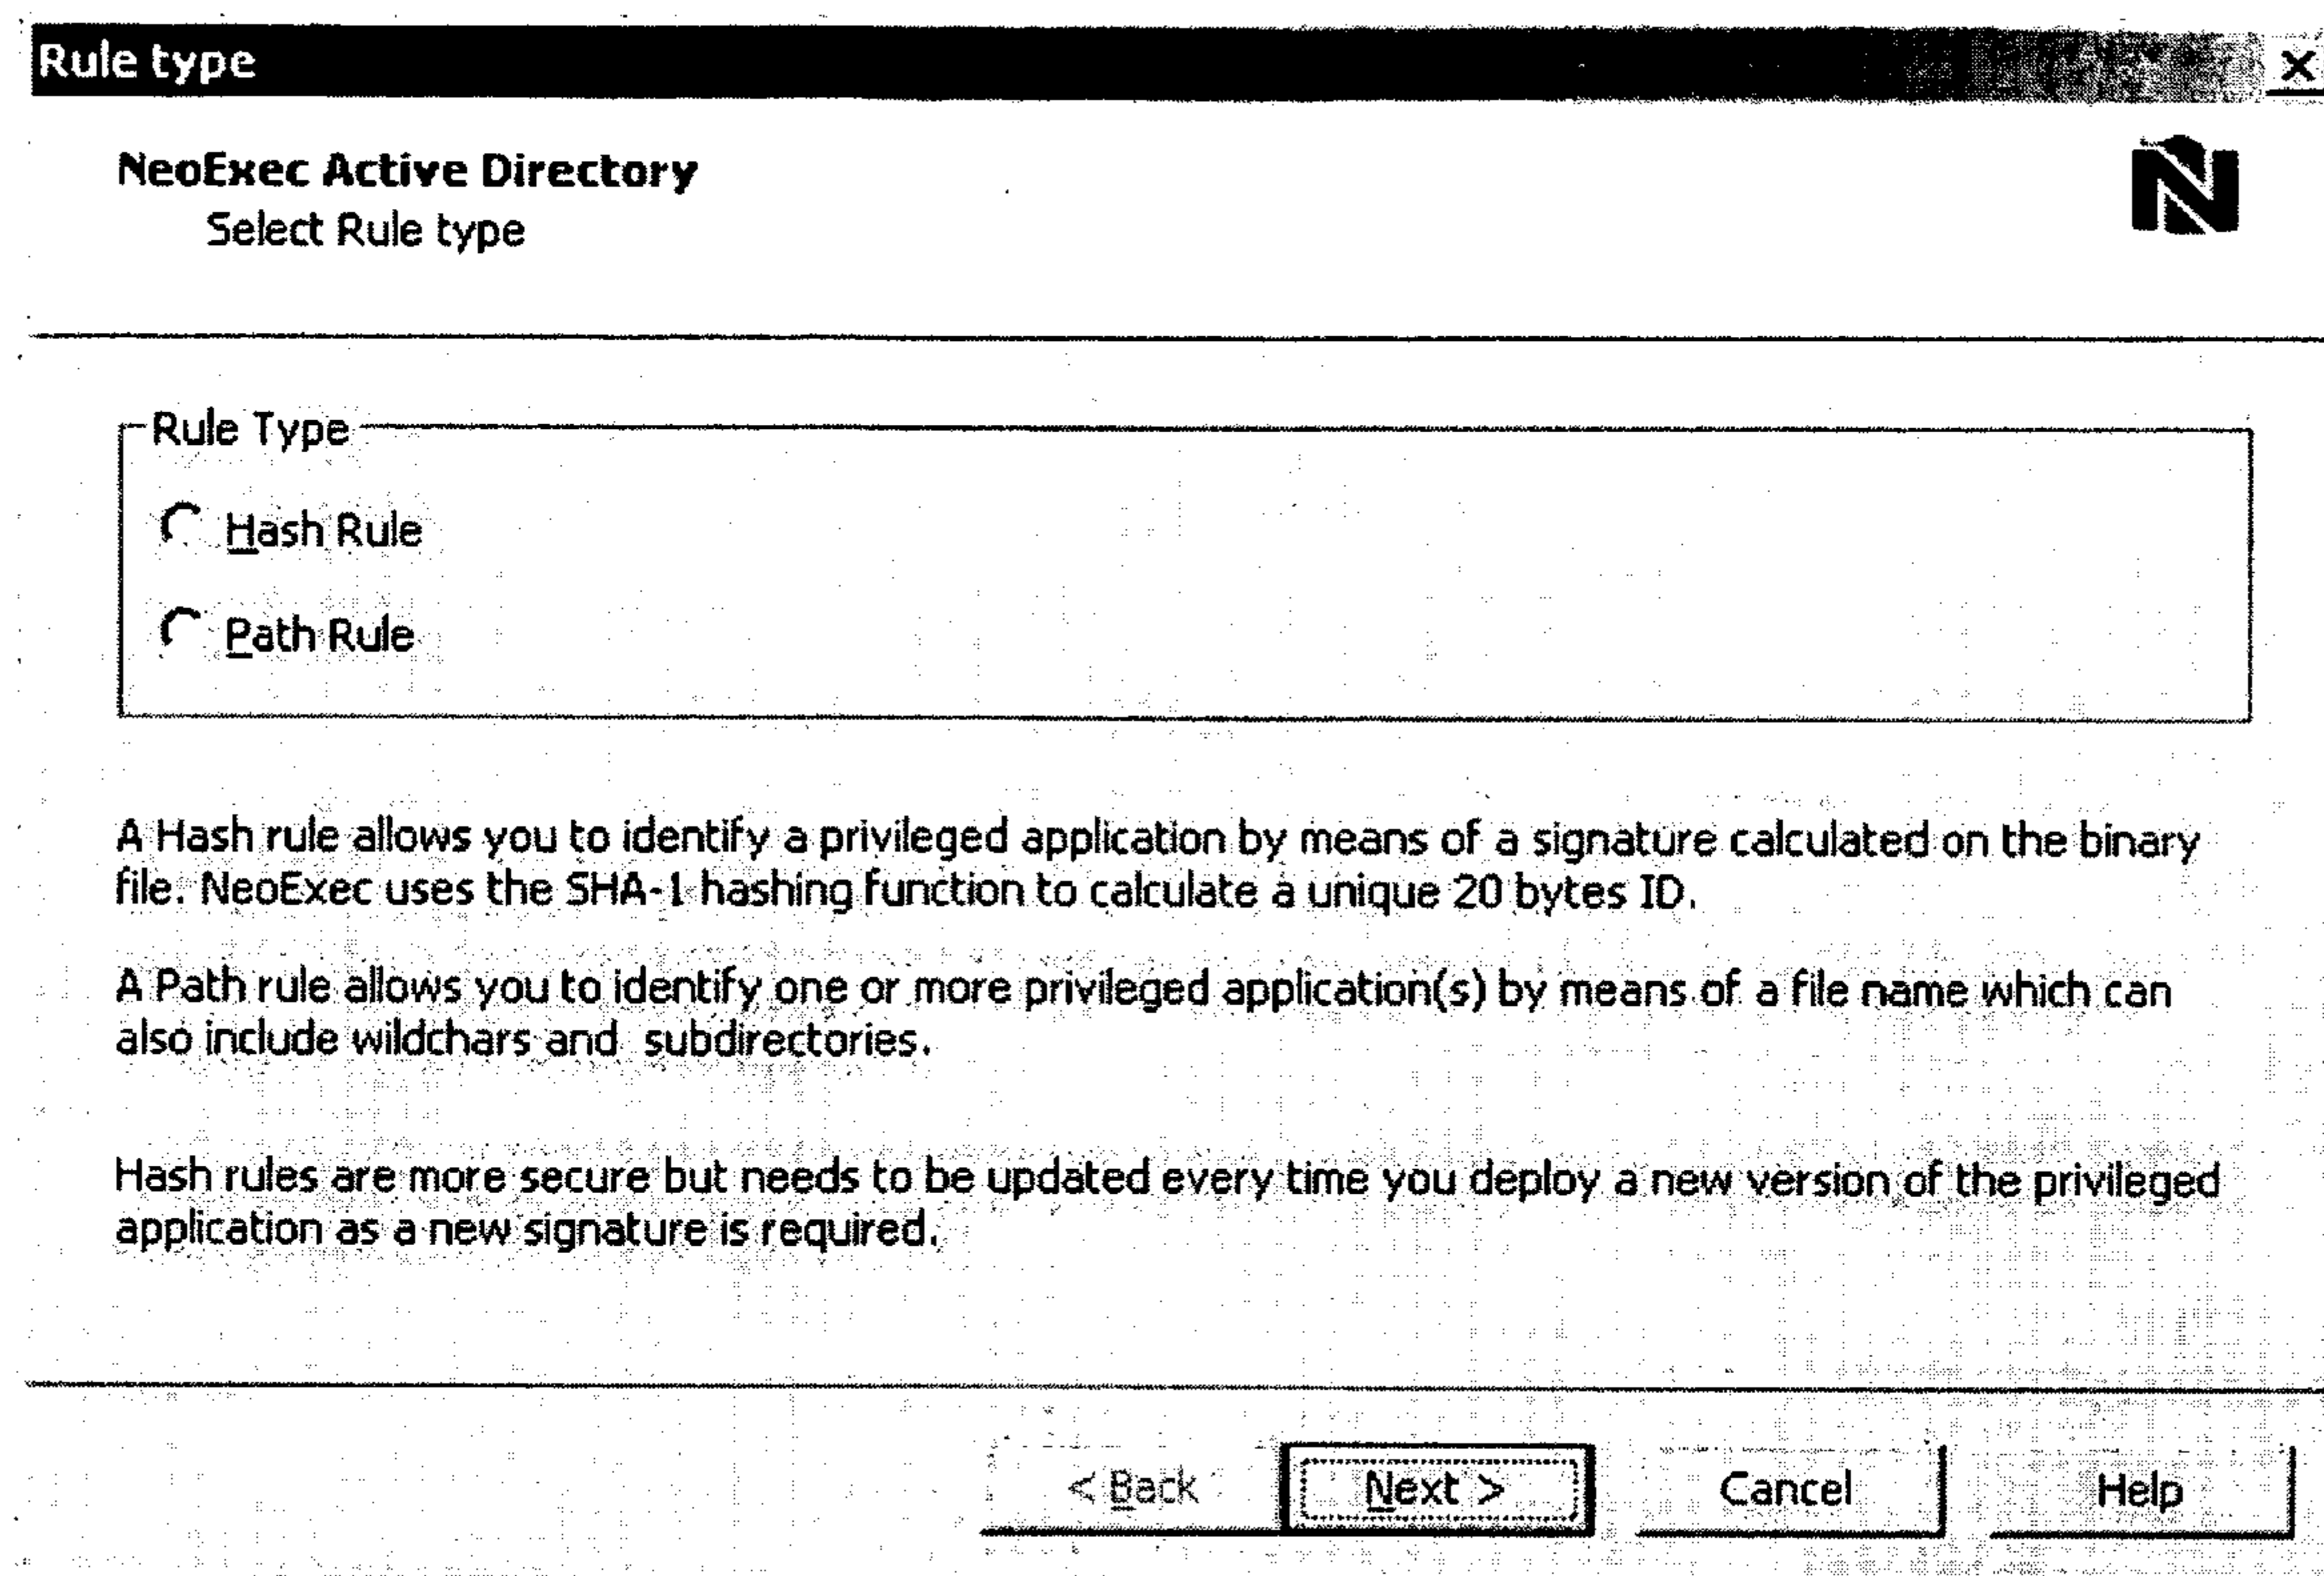 Rule type
NeoExec Active Directory
Select Rule type
Rule Type
Hash Rule
Path Rule
A Hash rule allows you to identify a privileged application by means of a signature calculated on the binary
file. NeoExec uses the SHA-1 hashing function to calculate a unique 20 bytes ID.
A Path rule allows you to identify one or more privileged application(s) by means of a file name which can
also include wildchars and subdirectories.
Hash rules are more secure but needs to be updated every time you deploy a new version of the privileged
application as a new signature is required.
< Back Next > Cancel Help